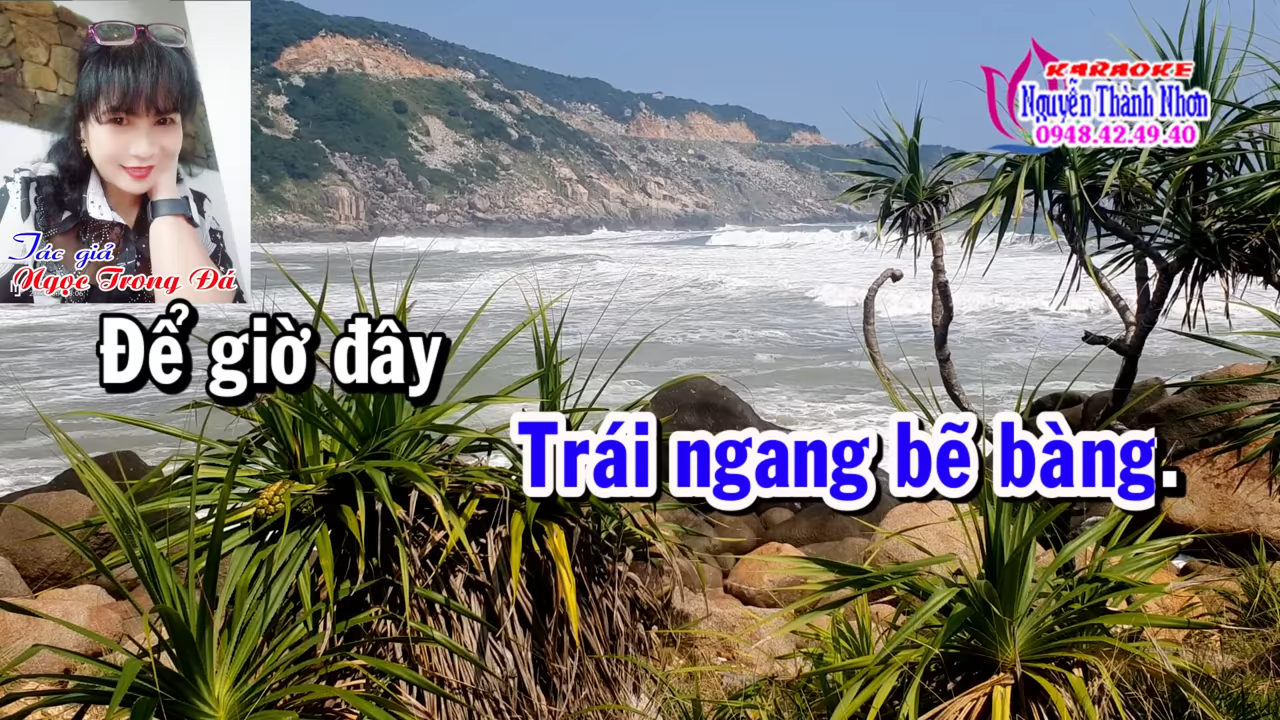 KARAOKE
Nguyễn Thành Nhơn
0948.42.49.40
Tác giả
Ngọc Trong Đá
Để giờ đây
Trái ngang bẽ bàng.